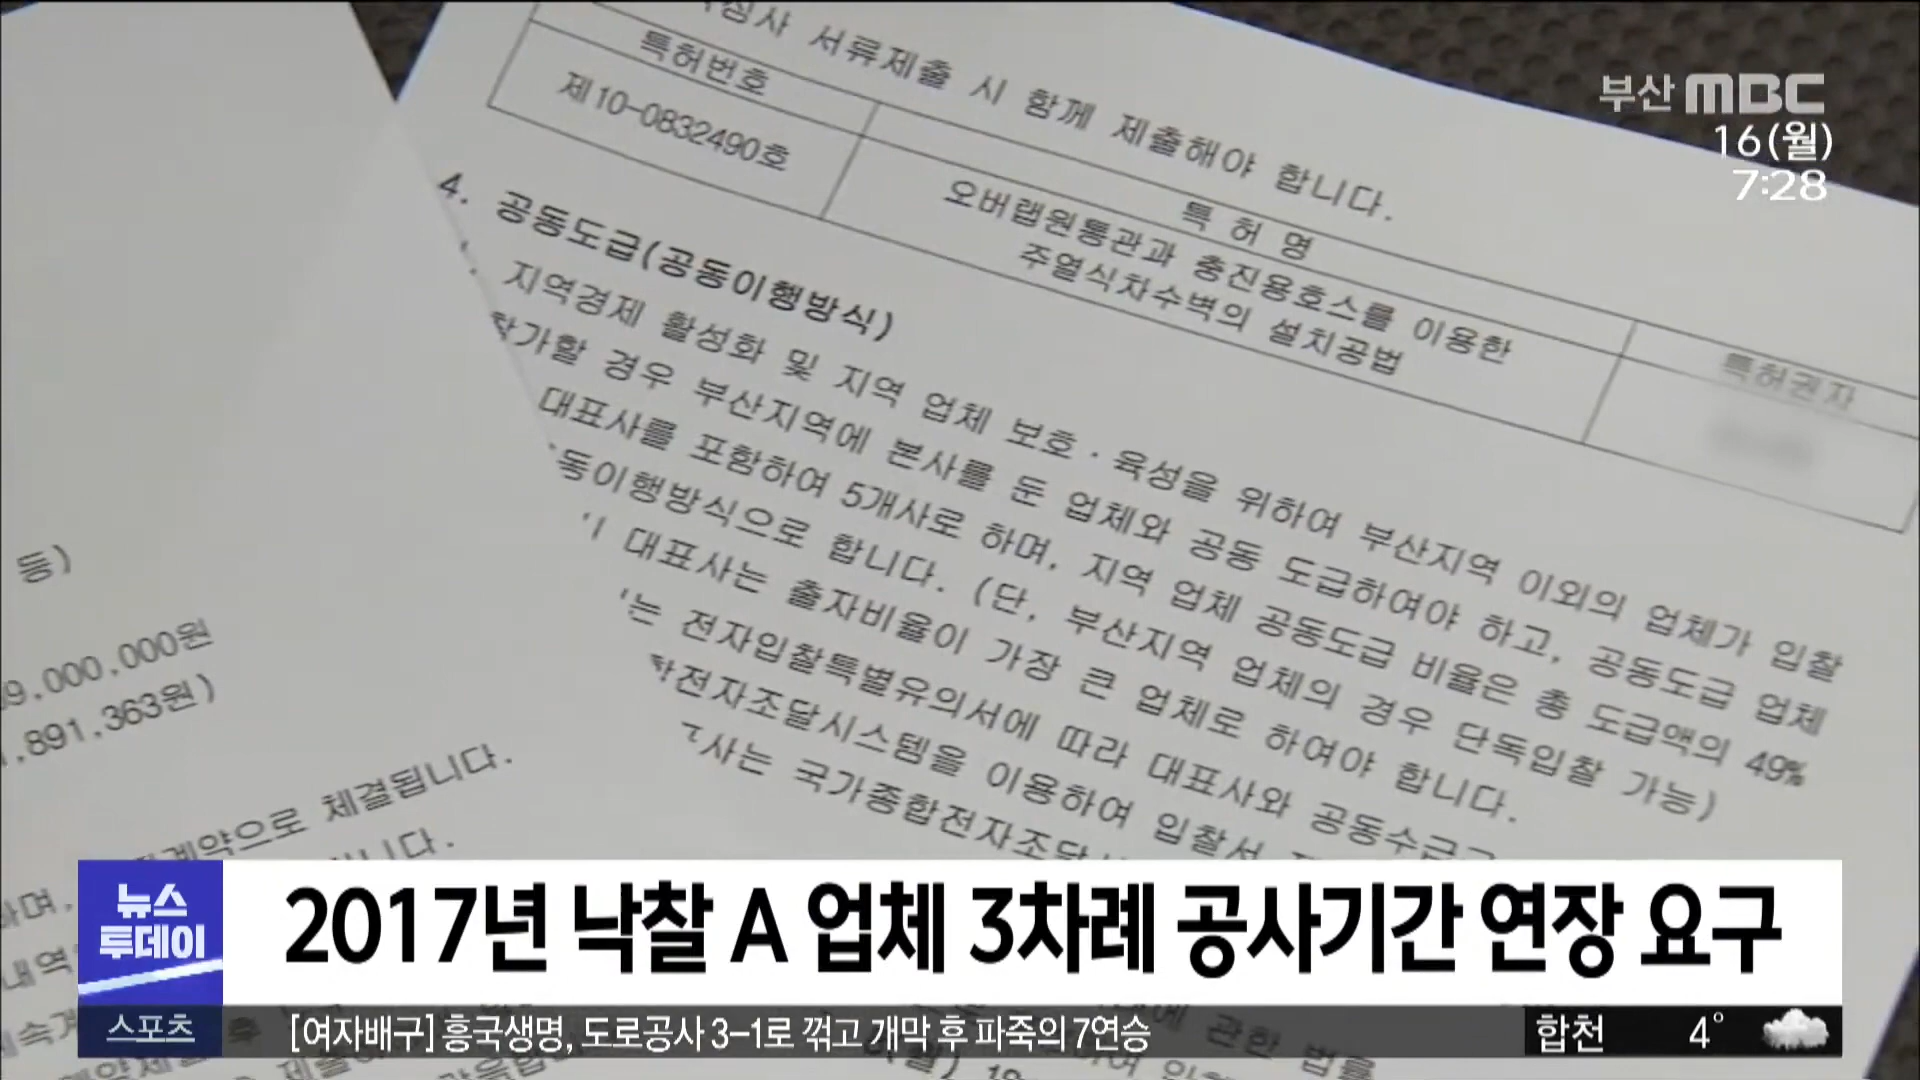 심사 서류제출 시 함께 제출해야 합니다.
특허번호
특 허 명
특허권자
제10-0832490호
오버랩원통관과 충진용호스를 이용한
주열식차수벽의 설치공법
4. 공동도급(공동이행방식)
지역경제 활성화 및 지역 업체 보호·육성을 위하여 부산지역 이외의 업체가 입찰
참가할 경우 부산지역에 본사를 둔 업체와 공동 도급하여야 하고, 공동도급 업체
대표사를 포함하여 5개사로 하며, 지역 업체 공동도급 비율은 총 도급액의 49%
동이행방식으로 합니다. (단, 부산지역 업체의 경우 단독입찰 가능)
대표사는 출자비율이 가장 큰 업체로 하여야 합니다.
는 전자입찰특별유의서에 따라 대표사와 공동수급
전자조달시스템을 이용하여 입찰서
사는 국가종합전자조달
등)
9,000,000원
,891,363원)
계약으로 체결됩니다.
니다.
하며,
내역
관한 법률
부산 MBC
16(월)
7:28
뉴스
투데이
2017년 낙찰 A 업체 3차례 공사기간 연장 요구
스포츠
[여자배구] 흥국생명, 도로공사 3-1로 꺾고 개막 후 파죽의 7연승
합천 4°